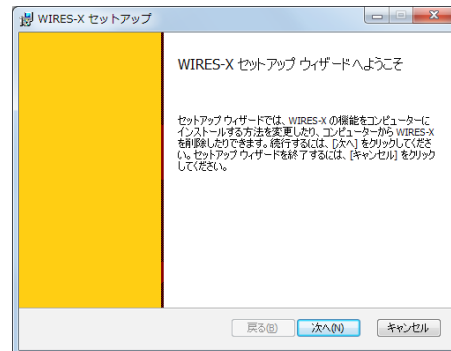 WIRES-X セットアップ
WIRES-X セットアップ ウィザードへようこそ
セットアップ ウィザードでは、WIRES-X の機能をコンピューターに
インストールする方法を変更したり、コンピューターから WIRES-X
を削除したりできます。続行するには、[次へ] をクリックしてくださ
い。セットアップ ウィザードを終了するには、[キャンセル] をクリック
してください。
戻る(B) 次へ(N) キャンセル